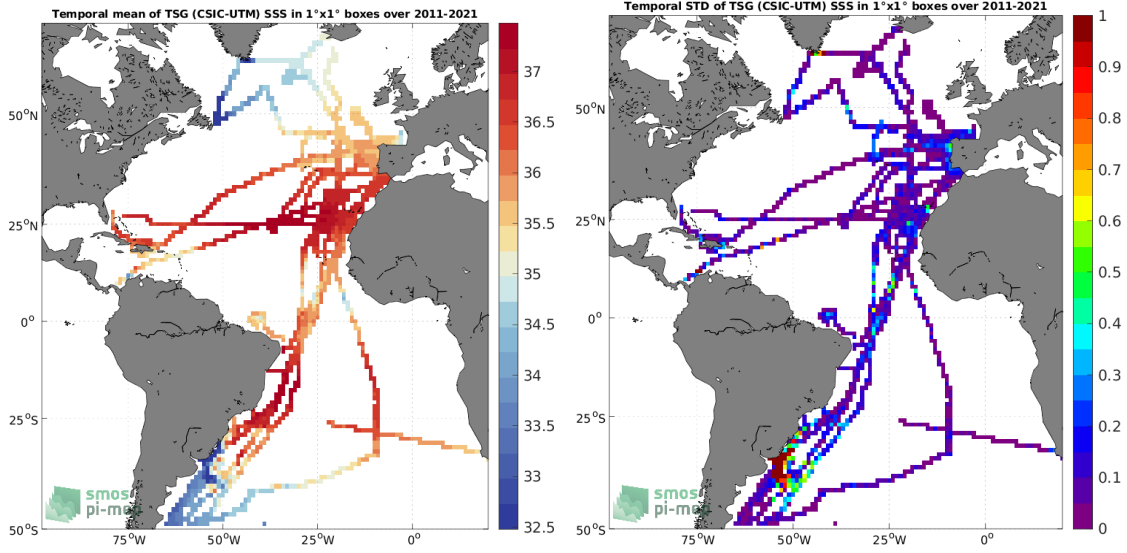 Temporal mean of TSG (CSIC-UTM) SSS in 1°x1° boxes over 2011-2021
50°N
25°N
0°
25°S
50°S
75°W
50°W
25°W
0°
37
36.5
36
35.5
35
34.5
34
33.5
33
32.5
smos
Temporal STD of TSG (CSIC-UTM) SSS in 1°x1° boxes over 2011-2021
50°N
25°N
0°
25°S
50°S
75°W
50°W
25°W
0°
1
0.9
0.8
0.7
0.6
0.5
0.4
0.3
0.2
0.1
0
smos